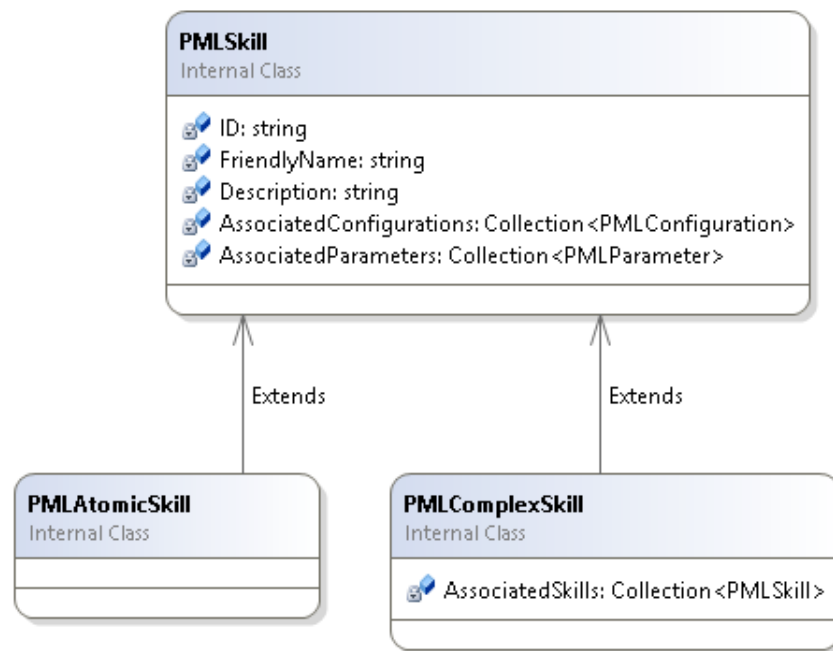 PMLSkill
Internal Class
ID: string
FriendlyName: string
Description: string
AssociatedConfigurations: Collection<PMLConfiguration>
AssociatedParameters: Collection<PMLParameter>
Extends
Extends
PMLAtomicSkill
Internal Class
PMLComplexSkill
Internal Class
AssociatedSkills: Collection<PMLSkill>